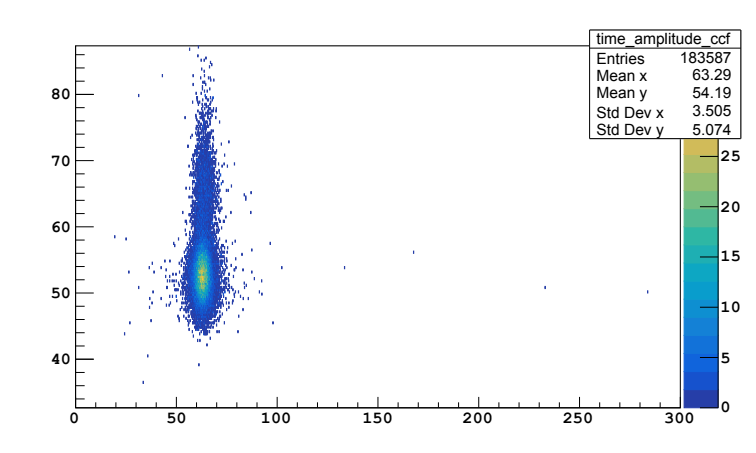 time_amplitude_ccf
Entries 183587
Mean x 63.29
Mean y 54.19
Std Dev x 3.505
Std Dev y 5.074
80
70
60
50
40
0 50 100 150 200 250 300
25
20
15
10
5
0